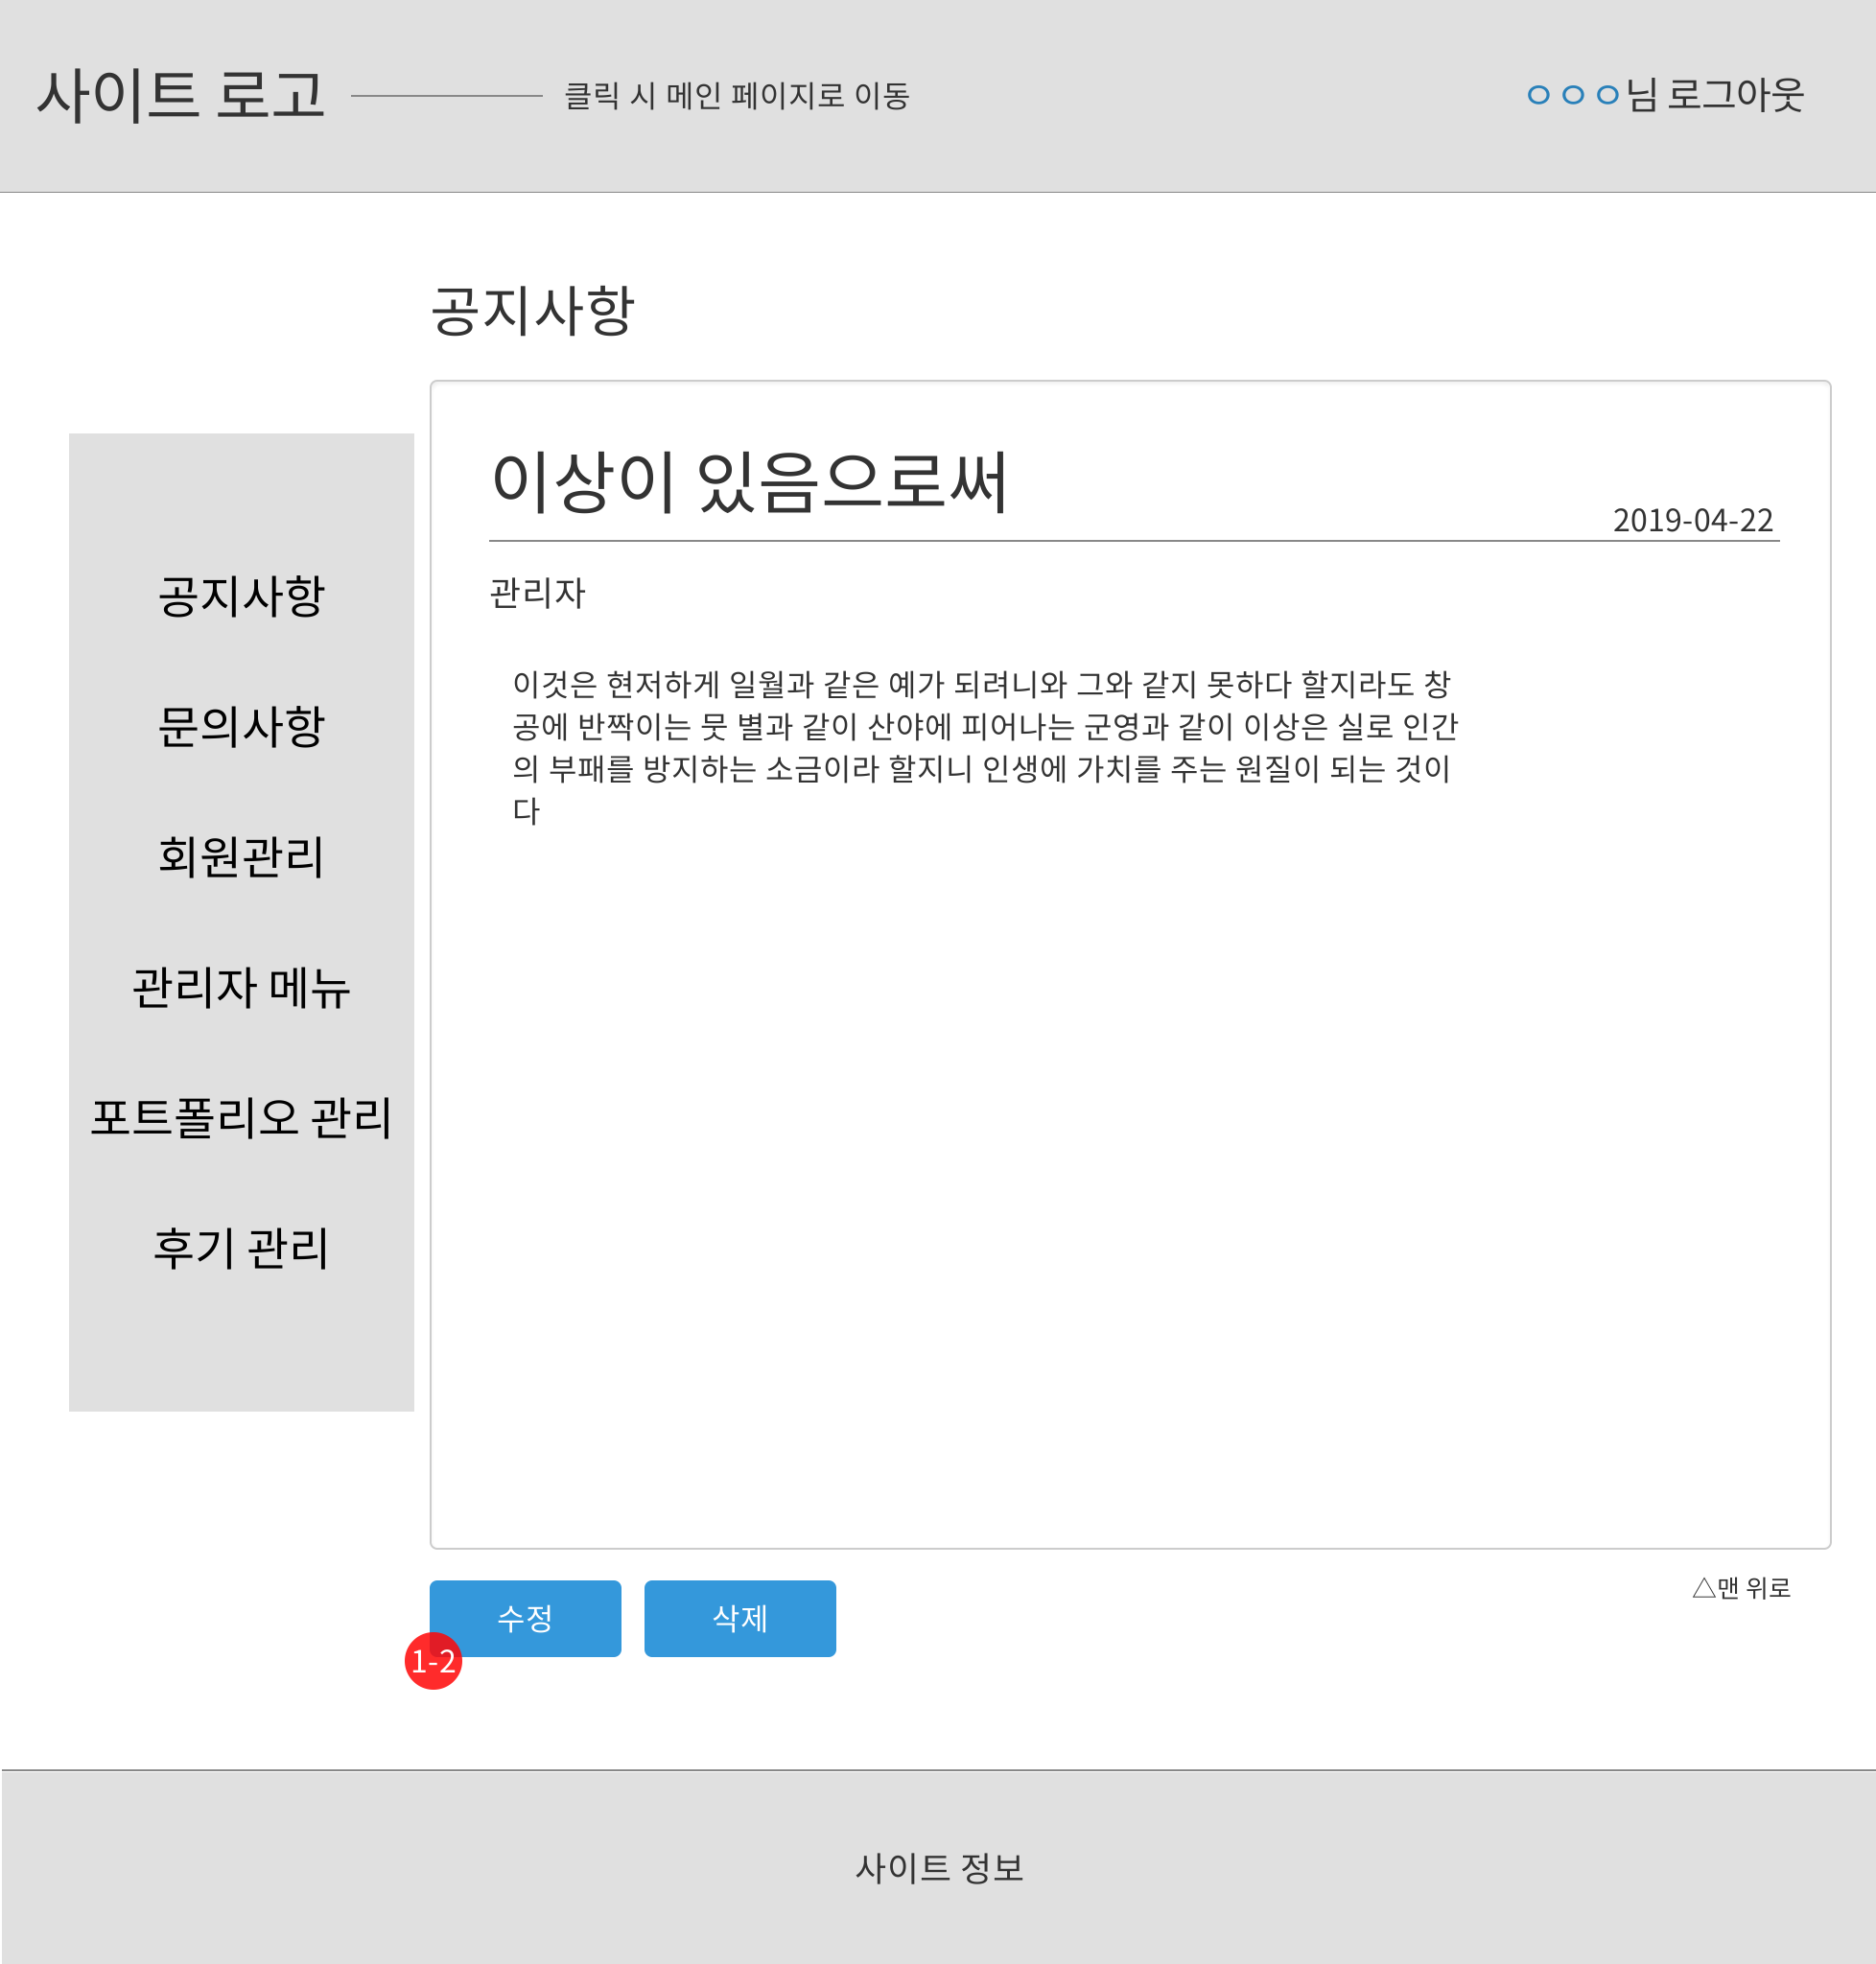 사이트 로고
클릭 시 메인 페이지로 이동
ㅇㅇㅇ님 로그아웃
공지사항
공지사항
문의사항
회원관리
관리자 메뉴
포트폴리오 관리
후기 관리
이상이 있음으로써
2019-04-22
관리자
이것은 현저하게 일월과 같은 예가 되려니와 그와 같지 못하다 할지라도 창
공에 반짝이는 뭇 별과 같이 산야에 피어나는 군영과 같이 이상은 실로 인간
의 부패를 방지하는 소금이라 할지니 인생에 가치를 주는 원질이 되는 것이
다
△맨 위로
수정
삭제
1-2
사이트 정보